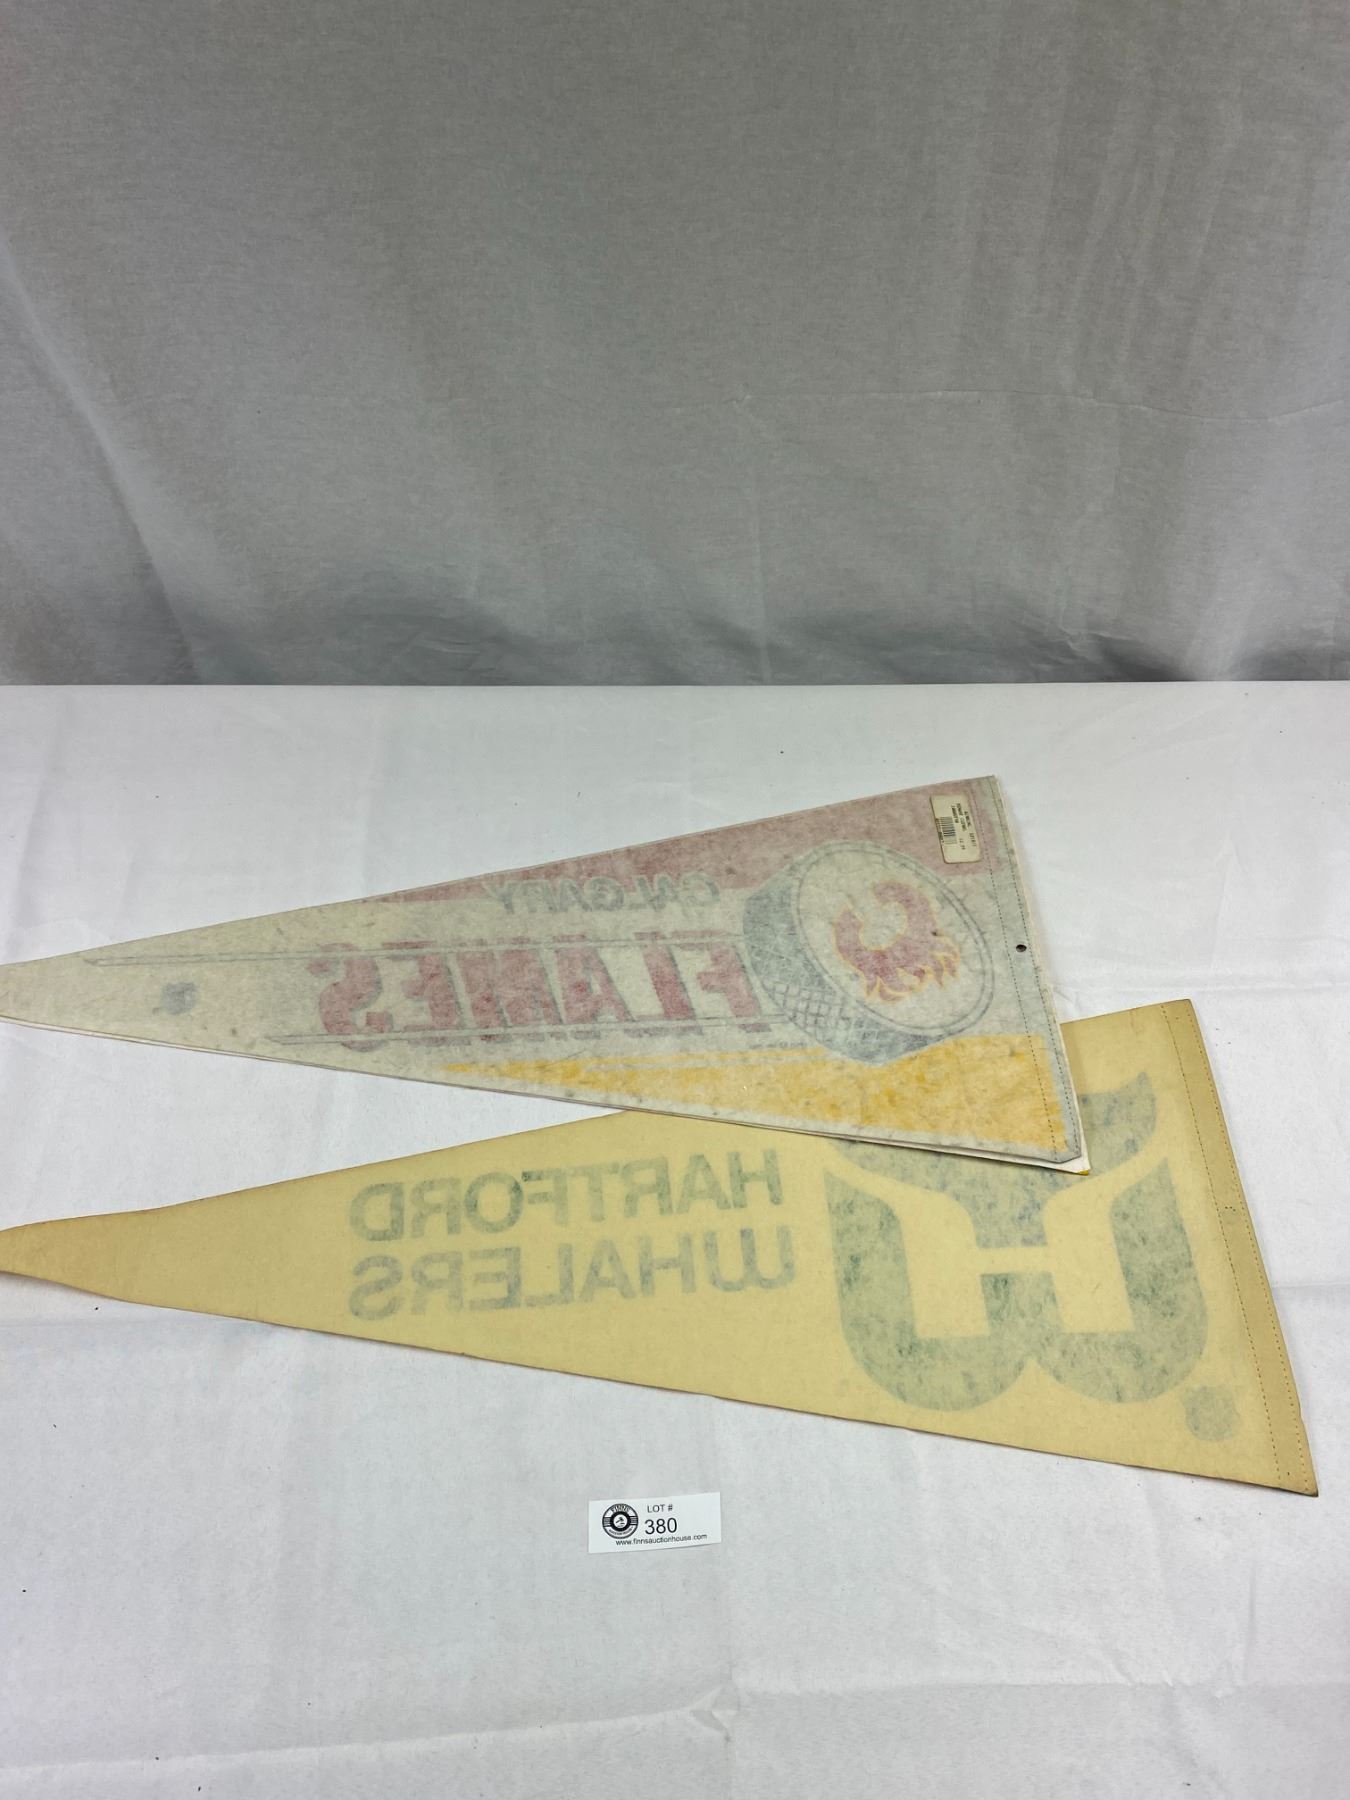 CALGARY
FLAMES
HARTFORD
WHALERS
LOT #
380
www.finnsauctionhouse.com